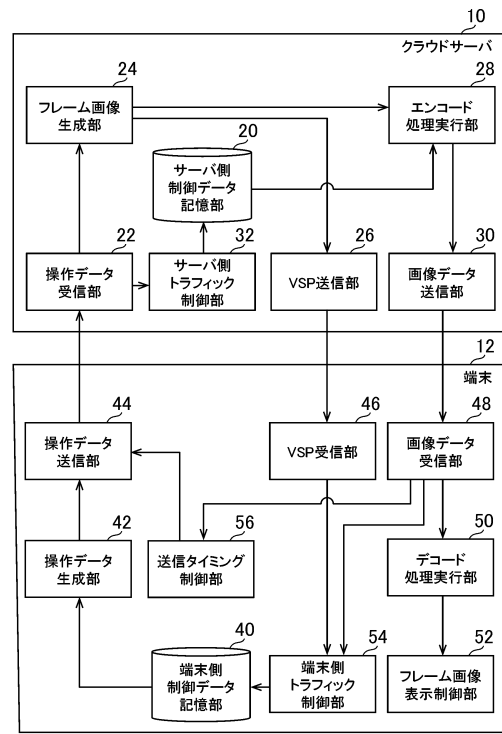 10
クラウドサーバ
24
フレーム画像
生成部
28
エンコード
処理実行部
20
サーバ側
制御データ
記憶部
22
操作データ
受信部
32
サーバ側
トラフィック
制御部
26
VSP送信部
30
画像データ
送信部
12
端末
44
操作データ
送信部
46
VSP受信部
48
画像データ
受信部
42
操作データ
生成部
56
送信タイミング
制御部
50
デコード
処理実行部
40
端末側
制御データ
記憶部
54
端末側
トラフィック
制御部
52
フレーム画像
表示制御部